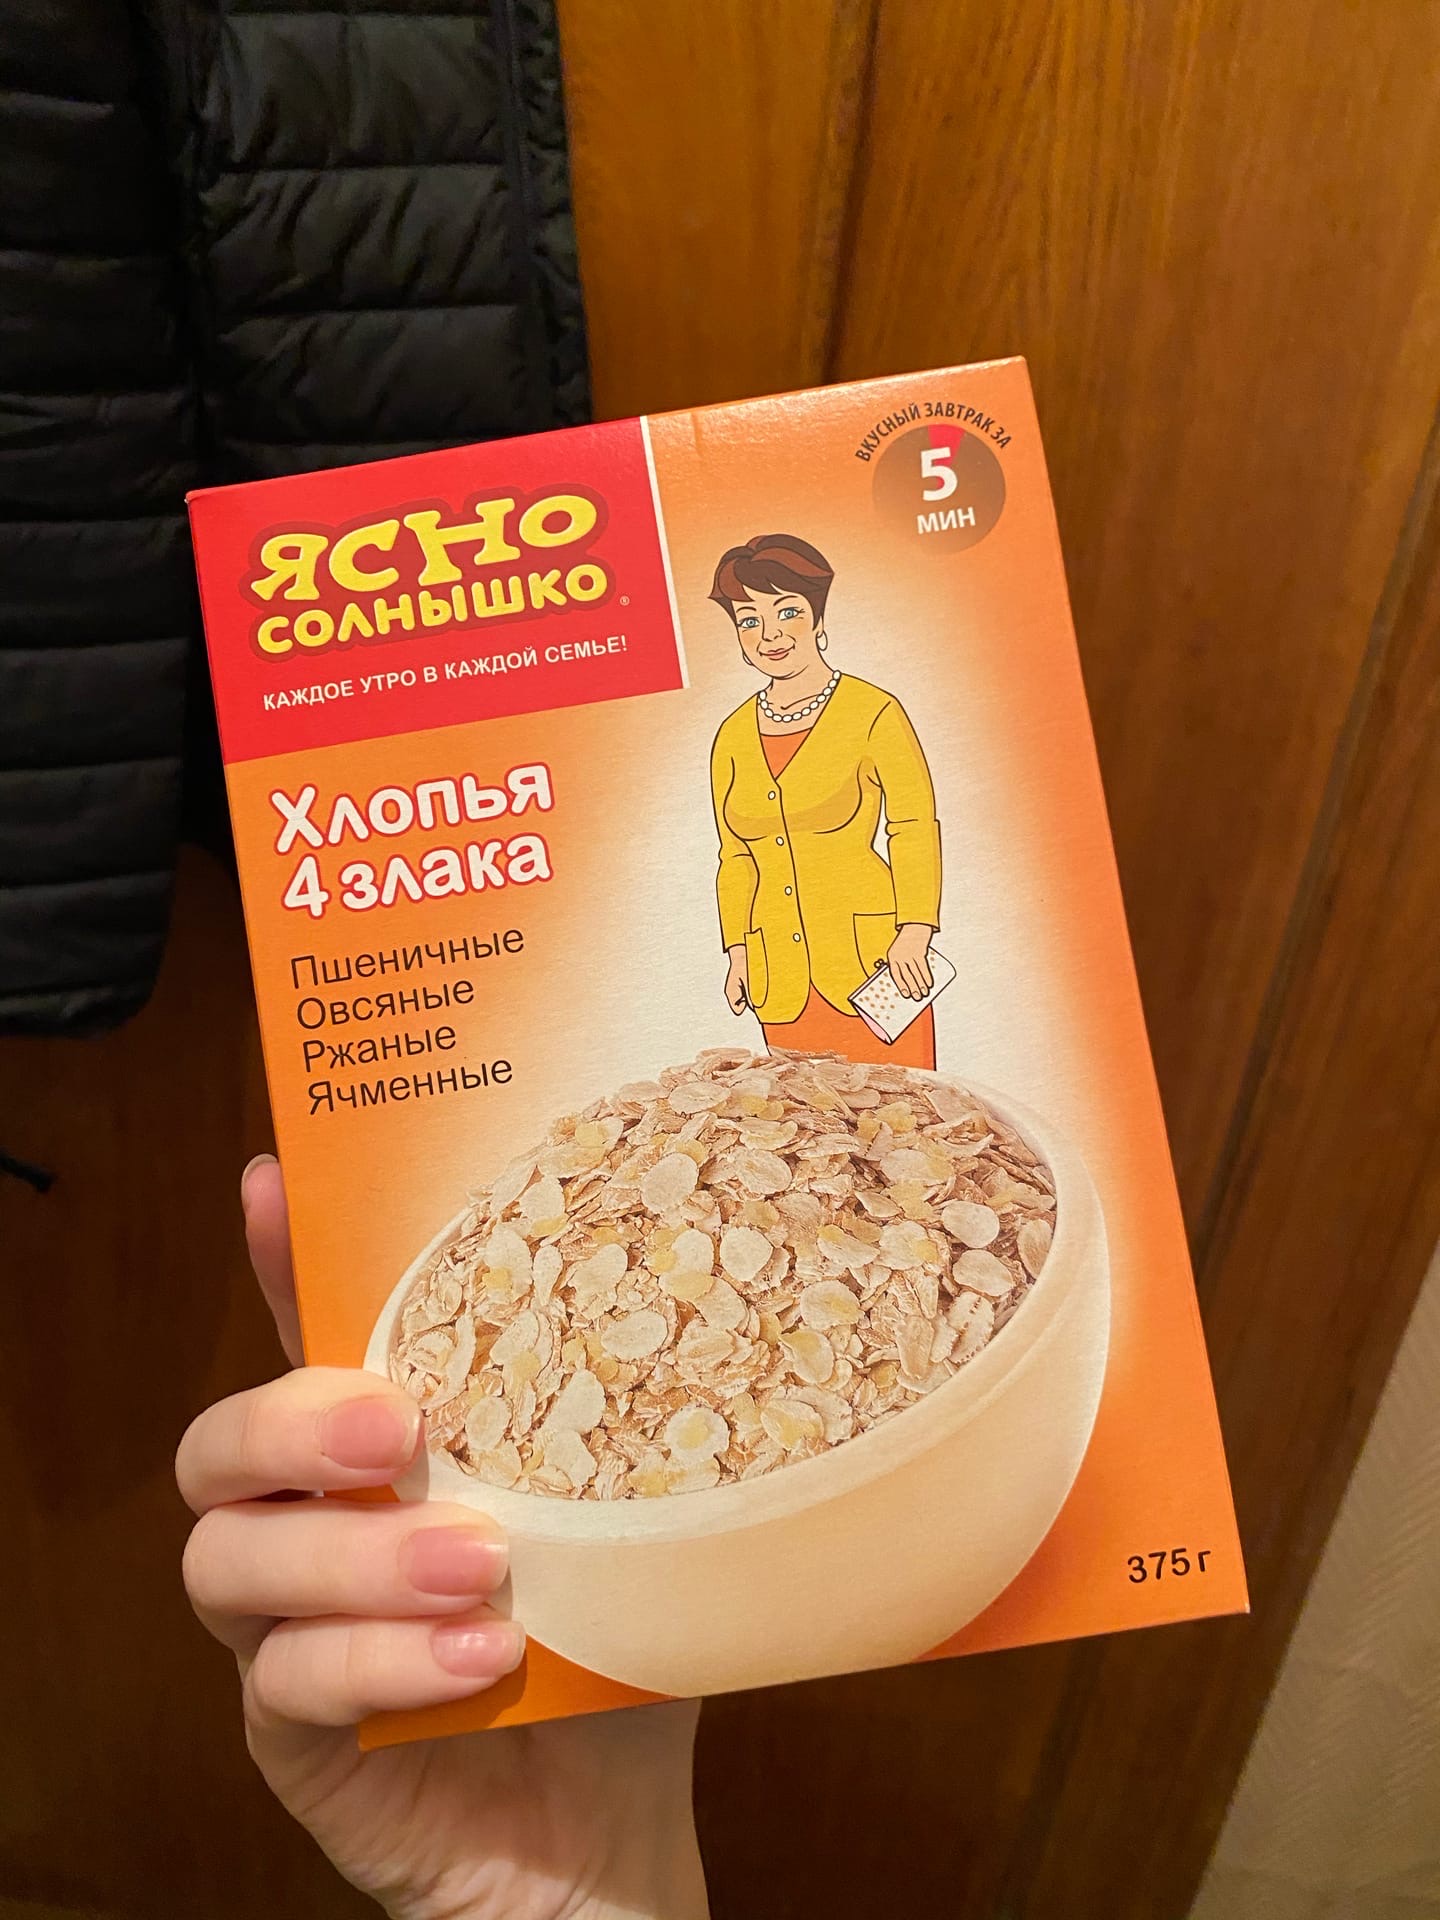 ВКУСНЫЙ ЗАВТРАК ЗА
5
МИН
ЯСНО
СОЛНЫШКО®
КАЖДОЕ УТРО В КАЖДОЙ СЕМЬЕ!
Хлопья
4 злака
Пшеничные
Овсяные
Ржаные
Ячменные
375 г